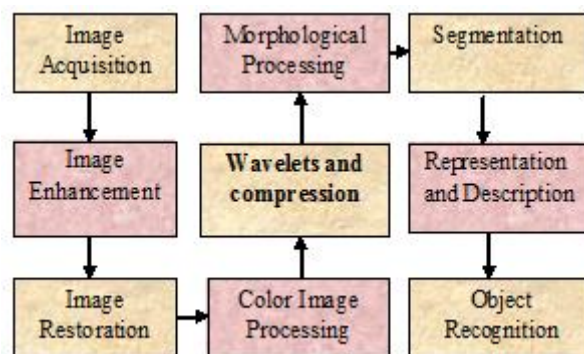 Image
Acquisition
Image
Enhancement
Image
Restoration
Color Image
Processing
Wavelets and
compression
Morphological
Processing
Segmentation
Representation
and Description
Object
Recognition